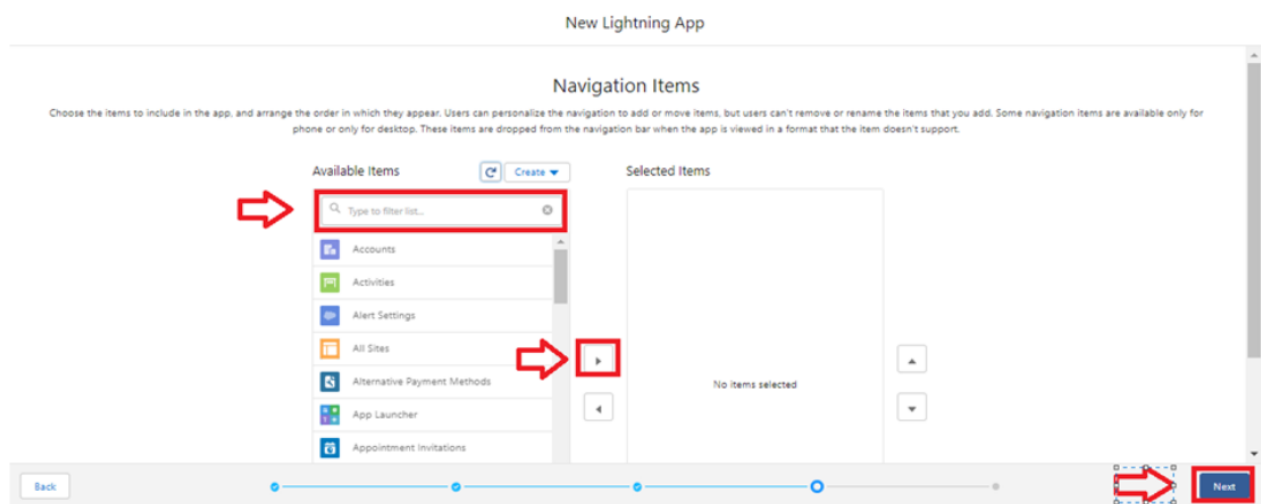 New Lightning App
Navigation Items
Choose the items to include in the app, and arrange the order in which they appear. Users can personalize the navigation to add or move items, but users can't remove or rename the items that you add. Some navigation items are available only for
phone or only for desktop. These items are dropped from the navigation bar when the app is viewed in a format that the item doesn't support.
Available Items
Create
Selected Items
Type to filter list...
Accounts
Activities
Alert Settings
All Sites
Alternative Payment Methods
No items selected
App Launcher
Appointment Invitations
Back
Next